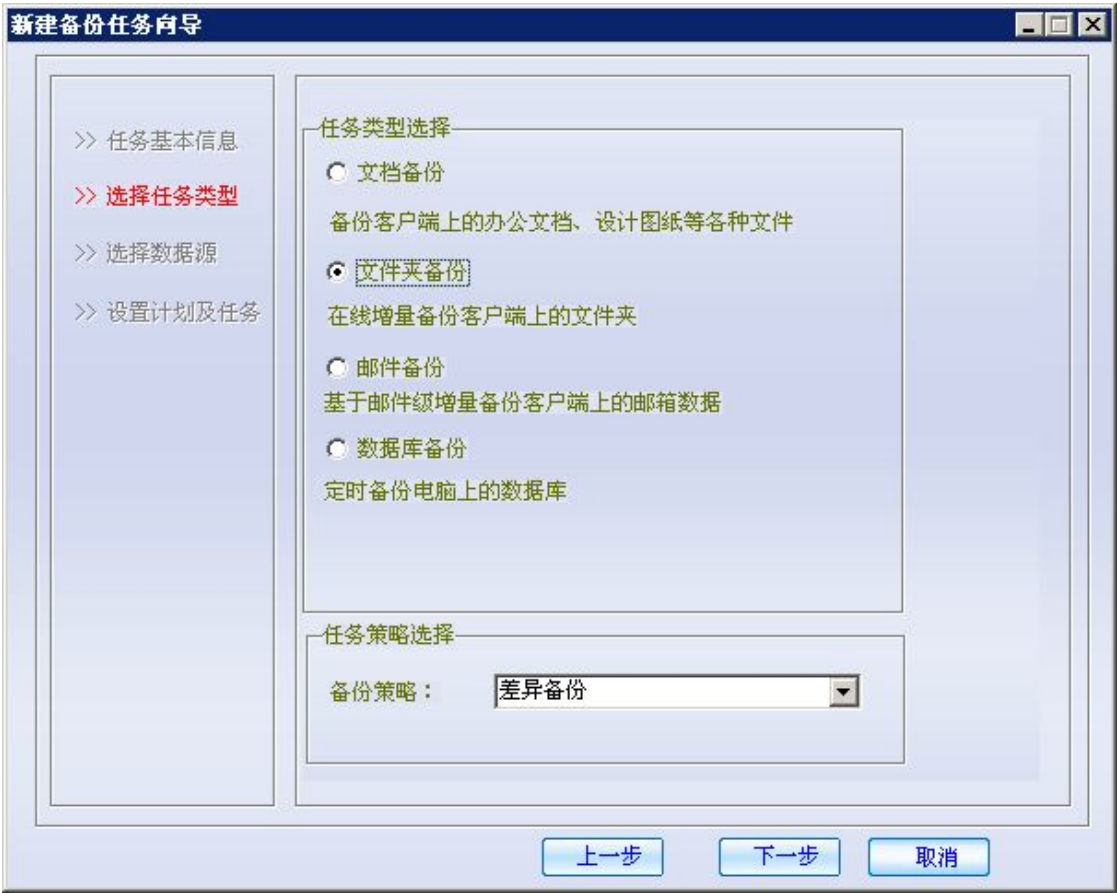 新建备份任务向导
>> 任务基本信息
>> 选择任务类型
>> 选择数据源
>> 设置计划及任务
任务类型选择
文档备份
备份客户端上的办公文档、设计图纸等各种文件
文件夹备份
在线增量备份客户端上的文件夹
邮件备份
基于邮件级增量备份客户端上的邮箱数据
数据库备份
定时备份电脑上的数据库
任务策略选择
备份策略： 差异备份
上一步 下一步 取消